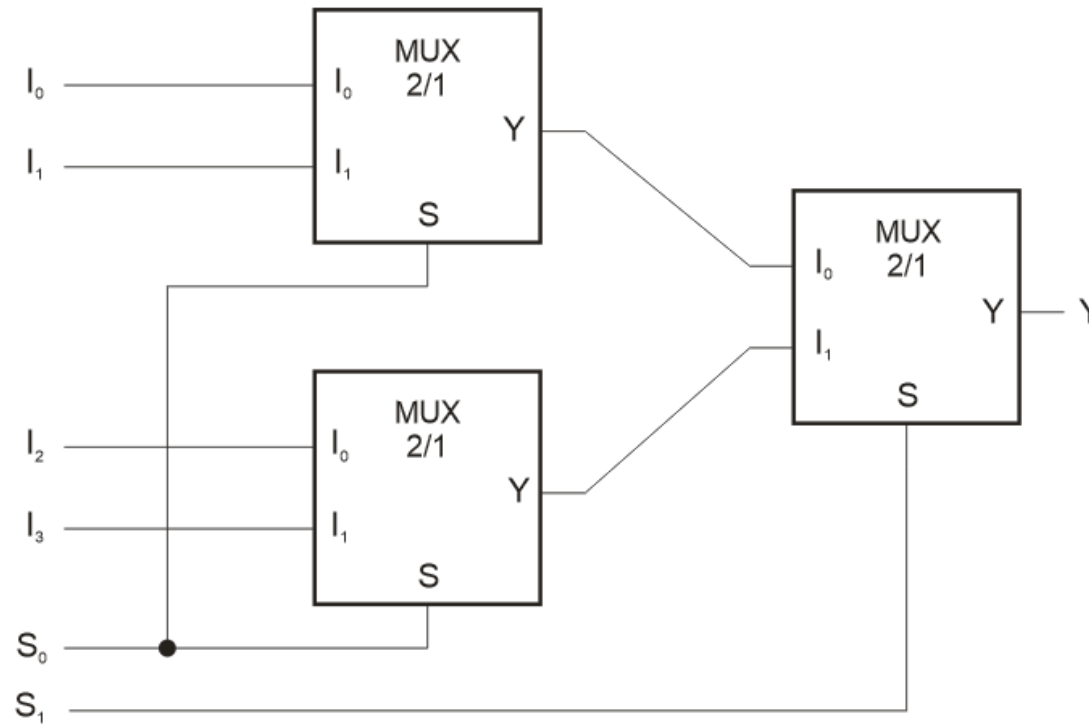 MUX
2/1
I₀ I₀
Y
I₁ I₁
S
MUX
2/1
I₀
Y Y
I₁
S
MUX
2/1
I₂ I₀
Y
I₃ I₁
S
S₀
S₁